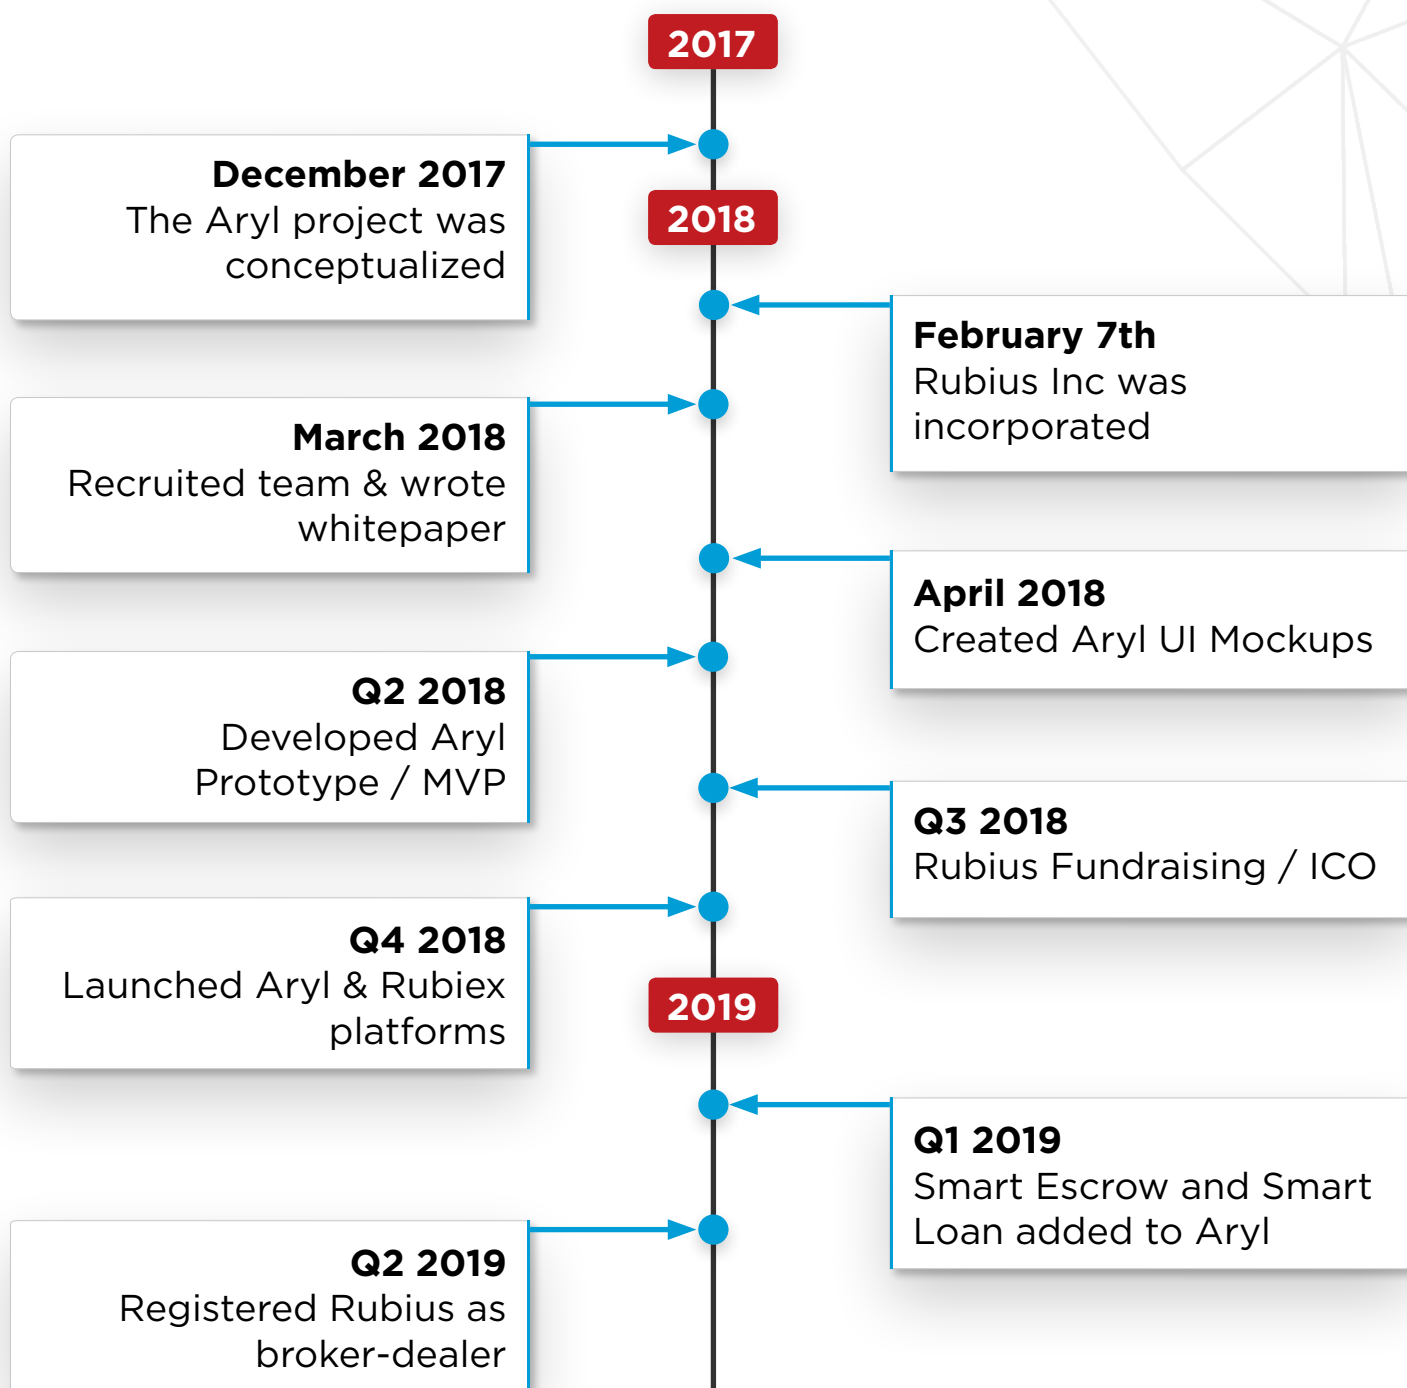 2017
December 2017
The Aryl project was
conceptualized
2018
February 7th
Rubius Inc was
incorporated
March 2018
Recruited team & wrote
whitepaper
April 2018
Created Aryl UI Mockups
Q2 2018
Developed Aryl
Prototype / MVP
Q3 2018
Rubius Fundraising / ICO
Q4 2018
Launched Aryl & Rubiex
platforms
2019
Q1 2019
Smart Escrow and Smart
Loan added to Aryl
Q2 2019
Registered Rubius as
broker-dealer